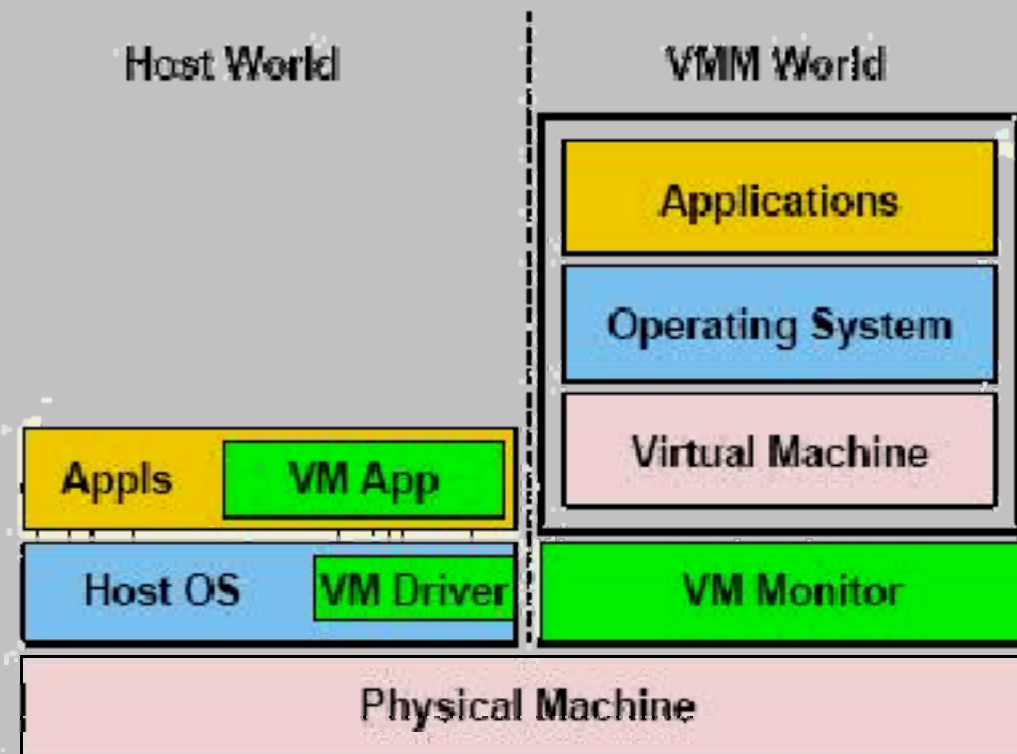 Host World
VMM World
Applications
Operating System
Virtual Machine
Appls
VM App
Host OS
VM Driver
VM Monitor
Physical Machine